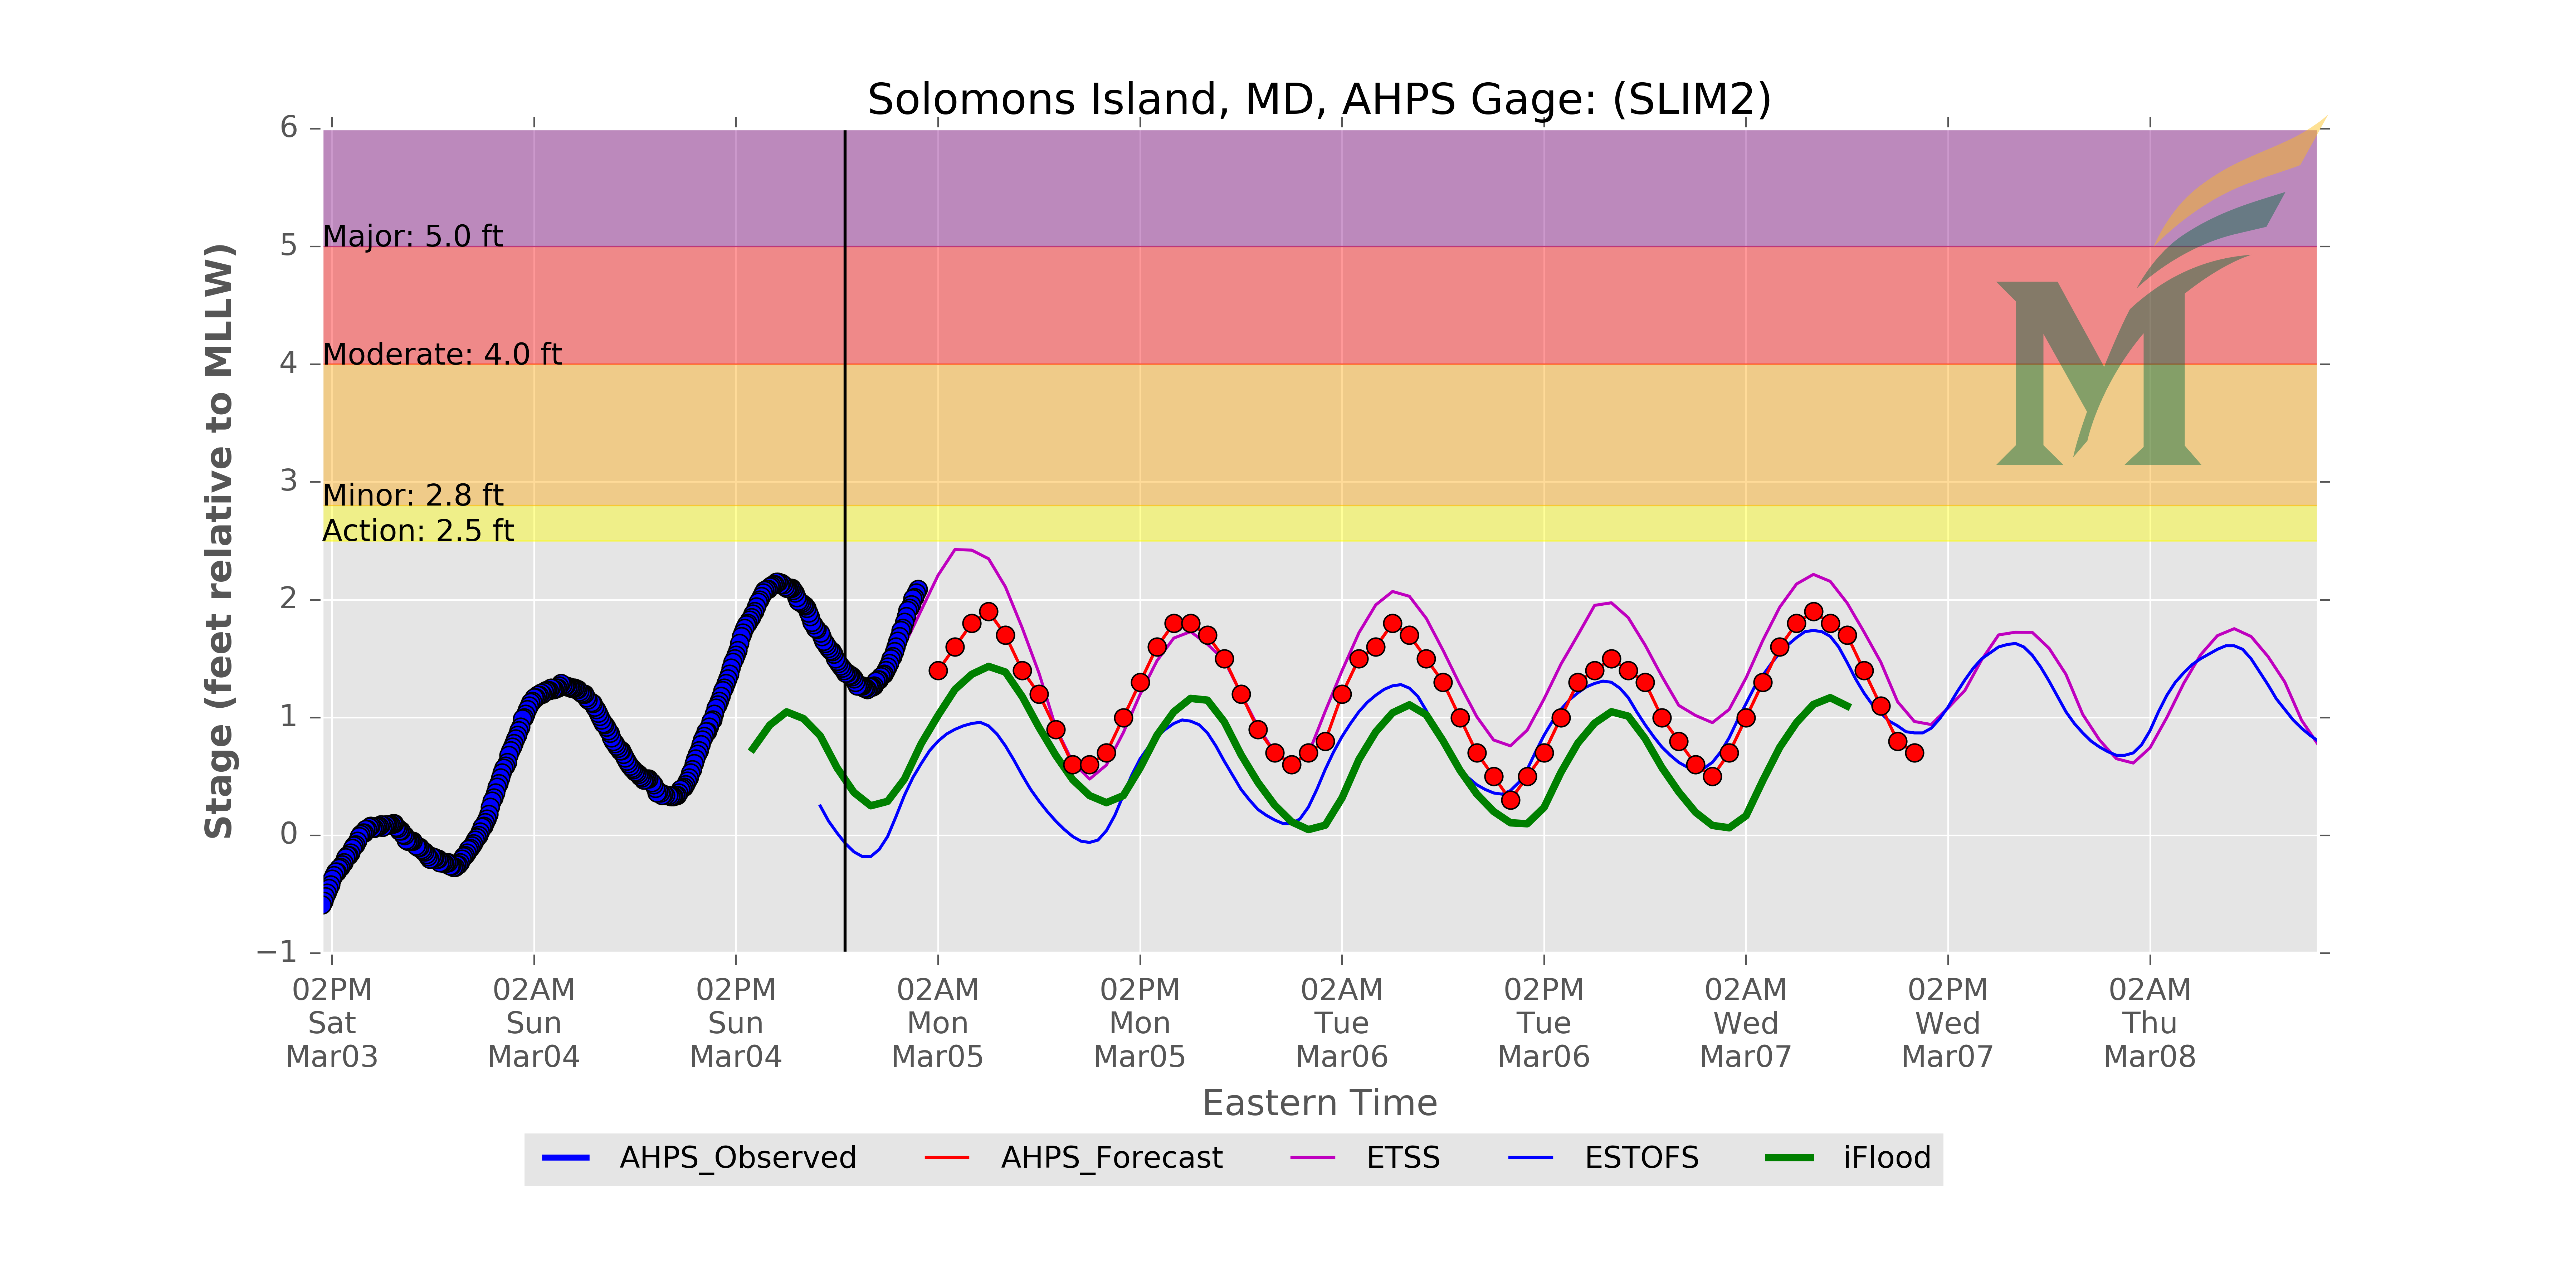 Solomons Island, MD, AHPS Gage: (SLIM2)
6
5
4
3
2
1
0
−1
Stage (feet relative to MLLW)
Major: 5.0 ft
Moderate: 4.0 ft
Minor: 2.8 ft
Action: 2.5 ft
M
02PM 02AM 02PM 02AM 02PM 02AM 02PM 02AM 02PM 02AM
Sat Sun Sun Mon Mon Tue Tue Wed Wed Thu
Mar03 Mar04 Mar04 Mar05 Mar05 Mar06 Mar06 Mar07 Mar07 Mar08
Eastern Time
AHPS_Observed AHPS_Forecast ETSS ESTOFS iFlood